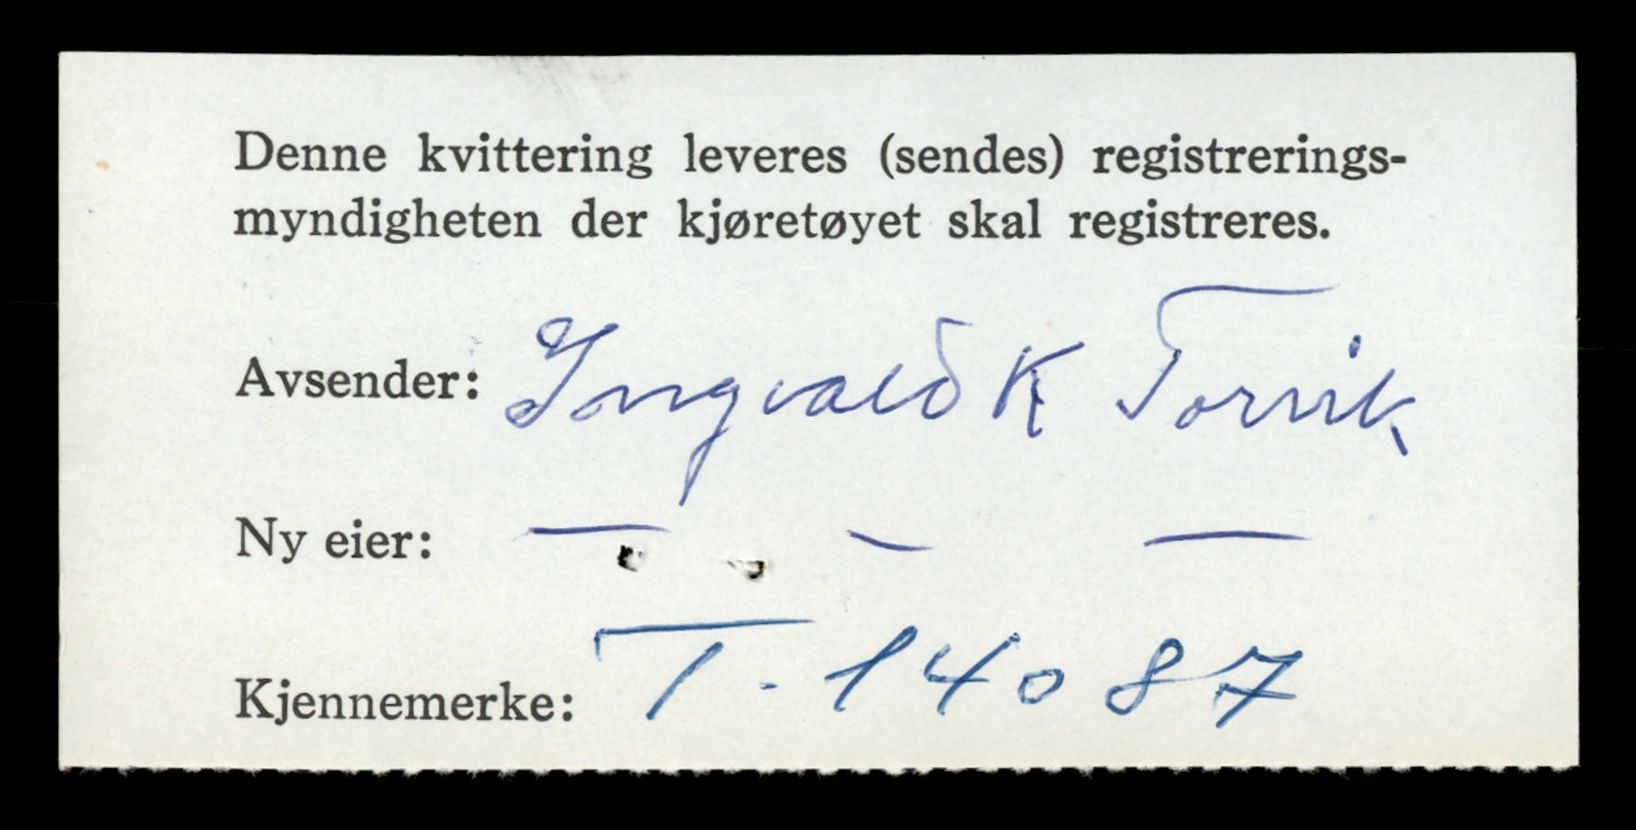 Denne kvittering leveres (sendes) registrerings-
myndigheten der kjøretøyet skal registreres.
Avsender: Ingvald K Torvik
Ny eier: — — —
Kjennemerke: T-14087